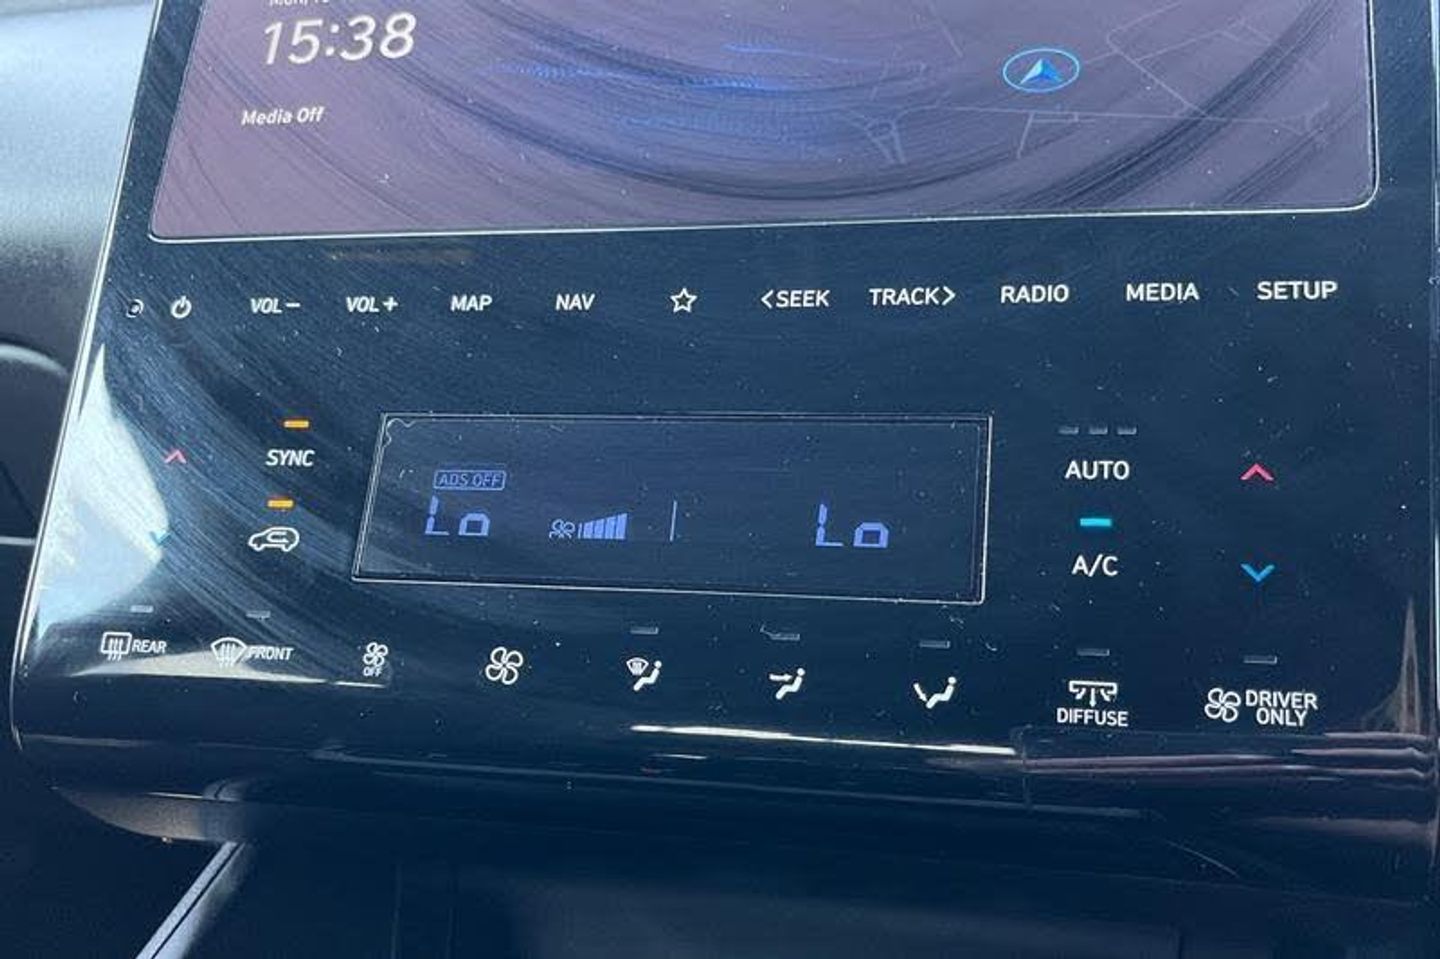 15:38
Media Off
VOL− VOL+ MAP NAV ☆ <SEEK TRACK> RADIO MEDIA SETUP
SYNC
AUTO
ADS OFF
Lo Lo
A/C
REAR FRONT
OFF
DIFFUSE
DRIVER
ONLY